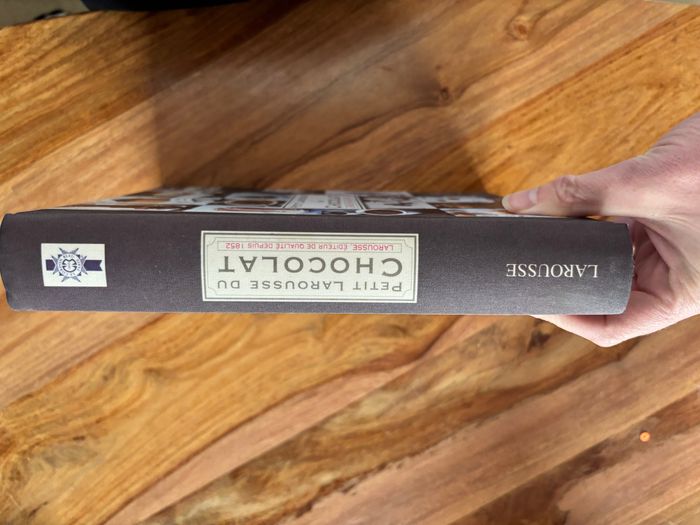 PETIT LAROUSSE DU
CHOCOLAT
LAROUSSE, ÉDITEUR DE QUALITÉ DEPUIS 1852
LAROUSSE